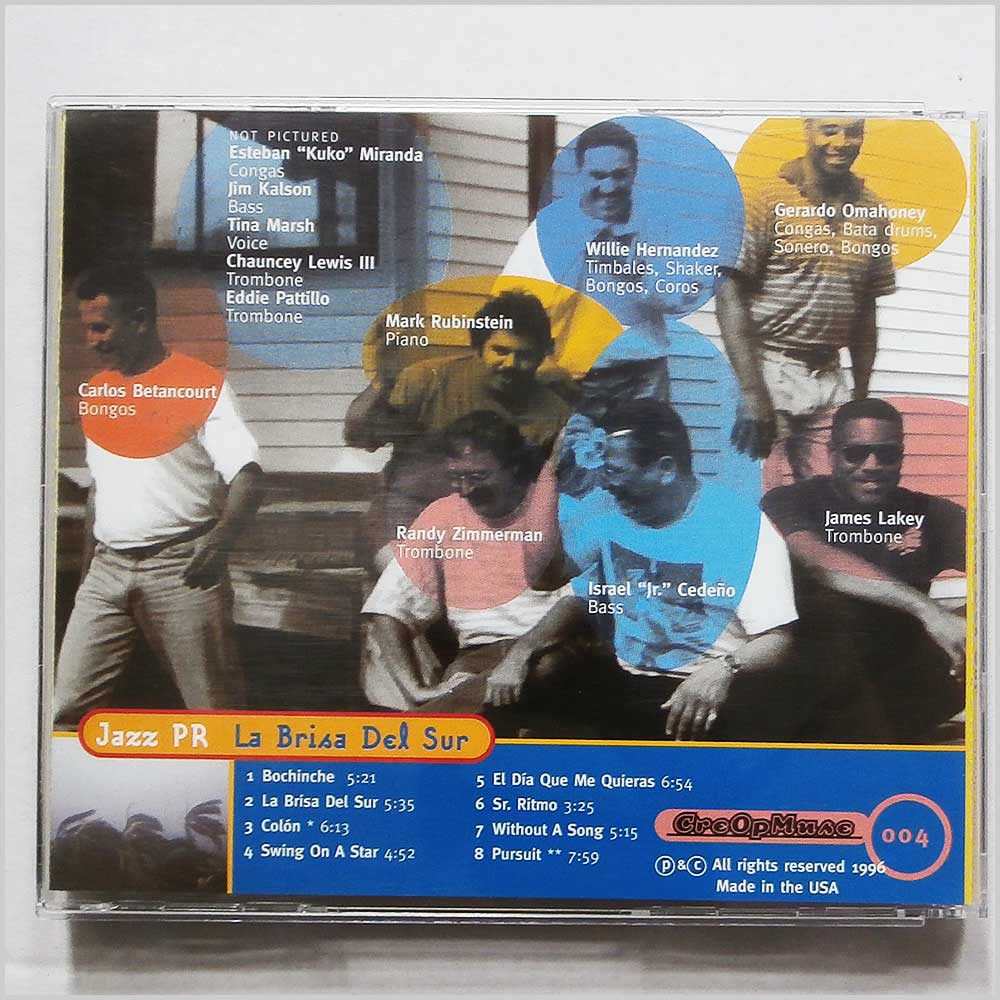 NOT PICTURED
Esteban "Kuko" Miranda
Congas
Jim Kalson
Bass
Tina Marsh
Voice
Chauncey Lewis III
Trombone
Eddie Pattillo
Trombone
Willie Hernandez
Timbales, Shaker,
Bongos, Coros
Gerardo Omahoney
Congas, Bata drums,
Sonero, Bongos
Mark Rubinstein
Piano
Carlos Betancourt
Bongos
Randy Zimmerman
Trombone
Israel "Jr." Cedeño
Bass
James Lakey
Trombone
Jazz PR La Brisa Del Sur
1 Bochinche 5:21
2 La Brisa Del Sur 5:35
3 Colón * 6:13
4 Swing On A Star 4:52
5 El Día Que Me Quieras 6:54
6 Sr. Ritmo 3:25
7 Without A Song 5:15
8 Pursuit ** 7:59
CreOpMuse 004
Ⓟ&Ⓒ All rights reserved 1996
Made in the USA